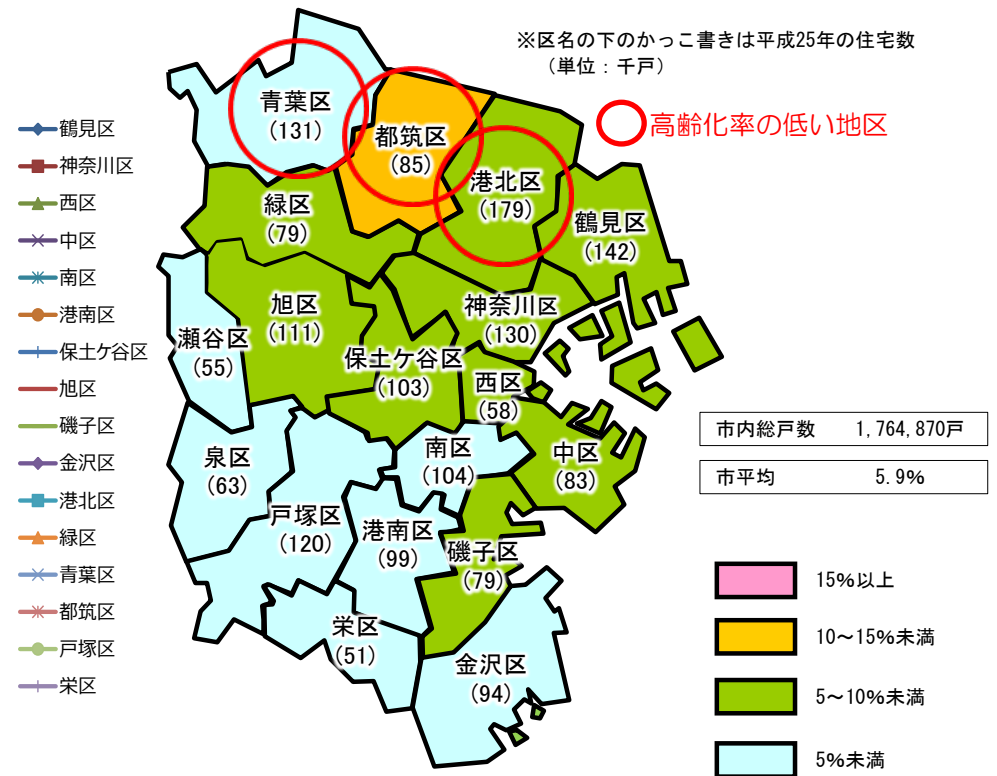 ※区名の下のかっこ書きは平成25年の住宅数
（単位：千戸）
高齢化率の低い地区
鶴見区
神奈川区
西区
中区
南区
港南区
保土ケ谷区
旭区
磯子区
金沢区
港北区
緑区
青葉区
都筑区
戸塚区
栄区
青葉区
(131)
都筑区
(85)
港北区
(179)
緑区
(79)
鶴見区
(142)
旭区
(111)
神奈川区
(130)
瀬谷区
(55)
保土ケ谷区
(103)
西区
(58)
泉区
(63)
南区
(104)
中区
(83)
戸塚区
(120)
港南区
(99)
磯子区
(79)
栄区
(51)
金沢区
(94)
市内総戸数 1,764,870戸
市平均 5.9%
15%以上
10～15%未満
5～10%未満
5%未満